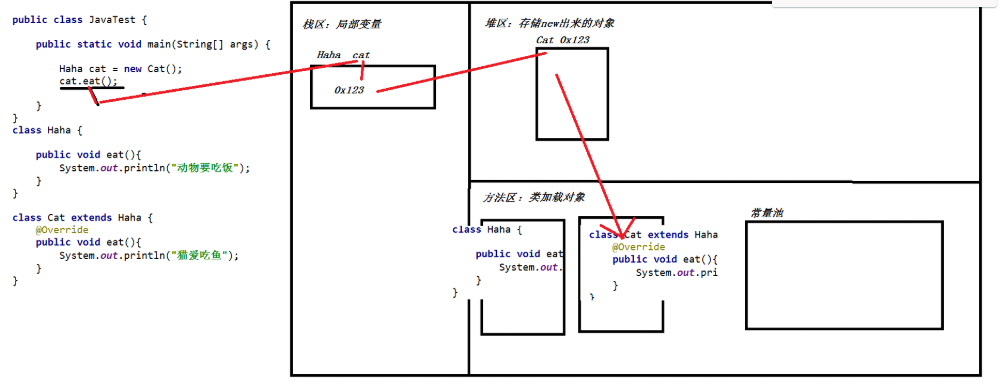 public class JavaTest {
public static void main(String[] args) {
Haha cat = new Cat();
cat.eat();
}
}
class Haha {
public void eat(){
System.out.println("动物要吃饭");
}
}
class Cat extends Haha {
@Override
public void eat(){
System.out.println("猫爱吃鱼");
}
}
栈区：局部变量
Haha cat
0x123
堆区：存储new出来的对象
Cat 0x123
方法区：类加载对象
class Haha {
public void eat
System.out.
}
}
class Cat extends Haha
@Override
public void eat(){
System.out.pri
}
}
常量池